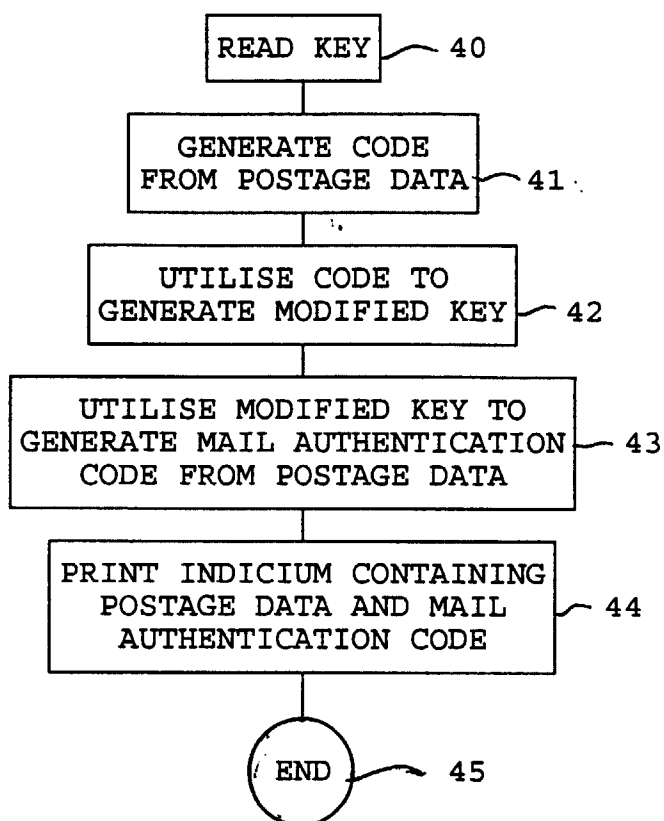 READ KEY
40
GENERATE CODE
FROM POSTAGE DATA
41
UTILISE CODE TO
GENERATE MODIFIED KEY
42
UTILISE MODIFIED KEY TO
GENERATE MAIL AUTHENTICATION
CODE FROM POSTAGE DATA
43
PRINT INDICIUM CONTAINING
POSTAGE DATA AND MAIL
AUTHENTICATION CODE
44
END
45